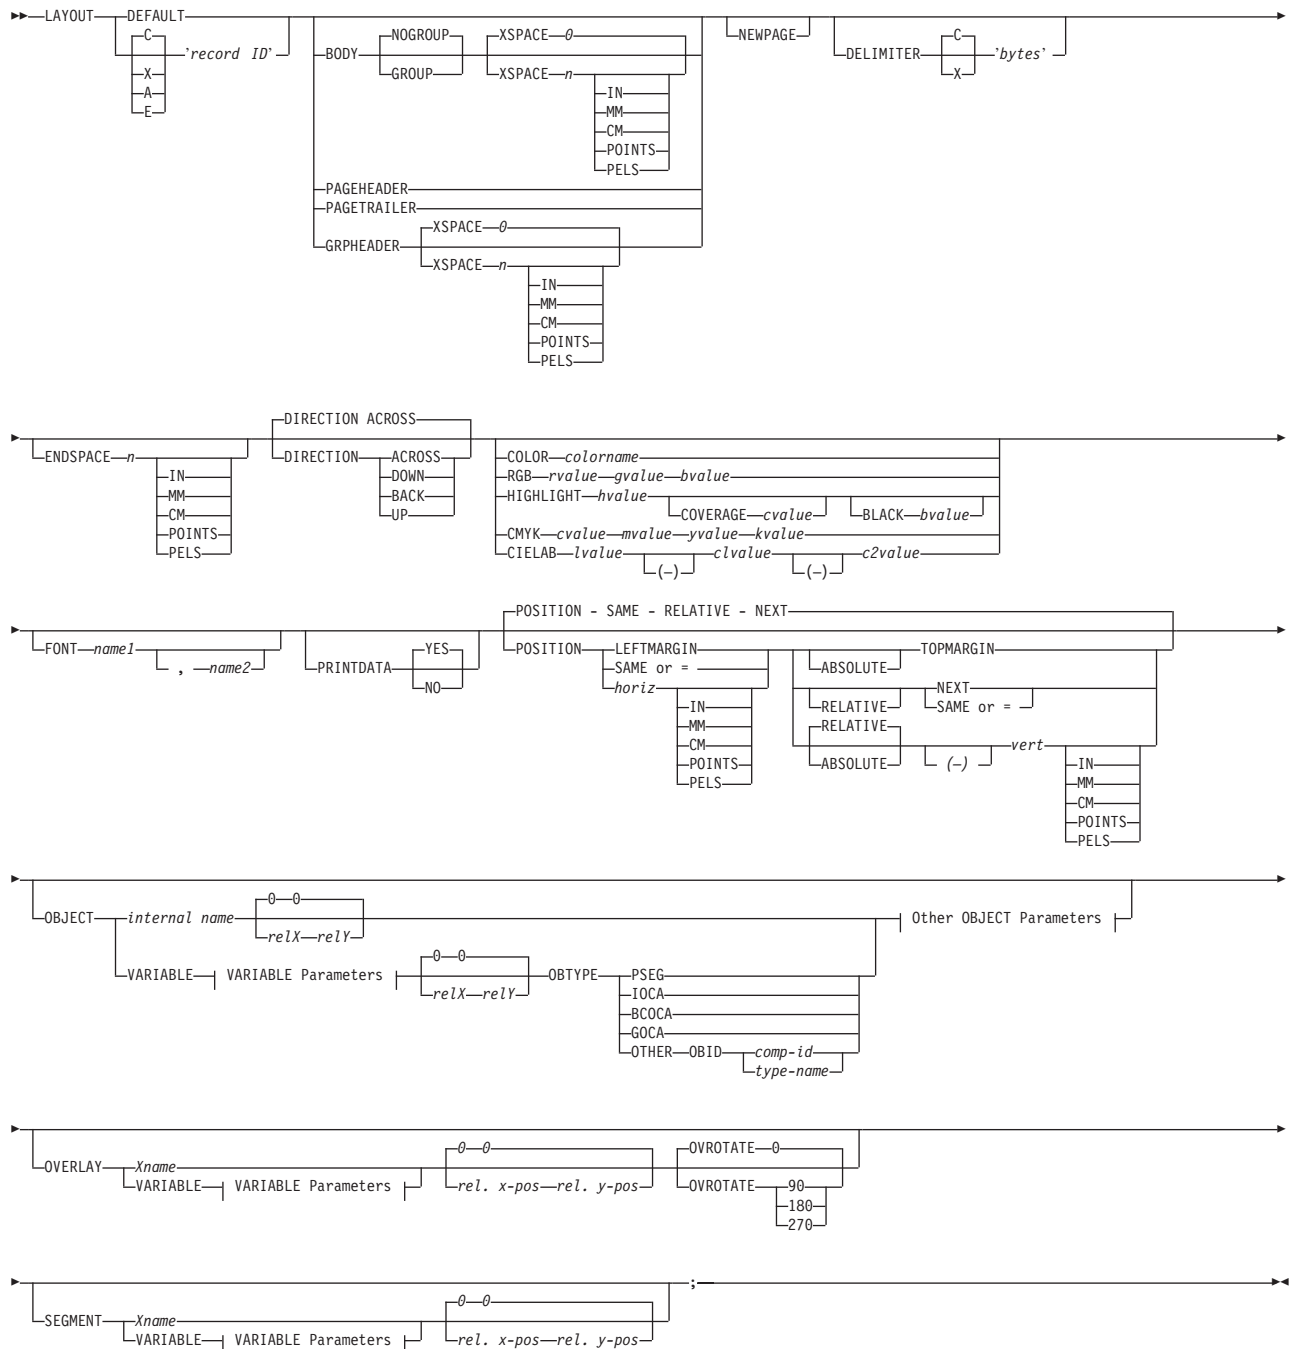 LAYOUT DEFAULT
C 'record ID'
X
A
E
BODY NOGROUP XSPACE 0
GROUP XSPACE n
IN
MM
CM
POINTS
PELS
PAGEHEADER
PAGETRAILER
GRPHEADER XSPACE 0
XSPACE n
IN
MM
CM
POINTS
PELS
NEWPAGE
DELIMITER C 'bytes'
X
ENDSPACE n
IN
MM
CM
POINTS
PELS
DIRECTION ACROSS
DIRECTION ACROSS
DOWN
BACK
UP
COLOR colorname
RGB rvalue gvalue bvalue
HIGHLIGHT hvalue
COVERAGE cvalue BLACK bvalue
CMYK cvalue mvalue yvalue kvalue
CIELAB lvalue (–) clvalue (–) c2value
FONT name1
, name2
PRINTDATA YES
NO
POSITION - SAME - RELATIVE - NEXT
POSITION LEFTMARGIN
SAME or =
horiz
IN
MM
CM
POINTS
PELS
ABSOLUTE TOPMARGIN
RELATIVE NEXT
SAME or =
RELATIVE
ABSOLUTE (–) vert
IN
MM
CM
POINTS
PELS
OBJECT internal name 0 0
relX relY
VARIABLE VARIABLE Parameters 0 0
relX relY
OBTYPE PSEG
IOCA
BCOCA
GOCA
OTHER OBID comp-id
type-name
Other OBJECT Parameters
OVERLAY Xname
VARIABLE VARIABLE Parameters
0 0
rel. x-pos rel. y-pos
OVROTATE 0
OVROTATE 90
180
270
SEGMENT Xname
VARIABLE VARIABLE Parameters
0 0
rel. x-pos rel. y-pos
;